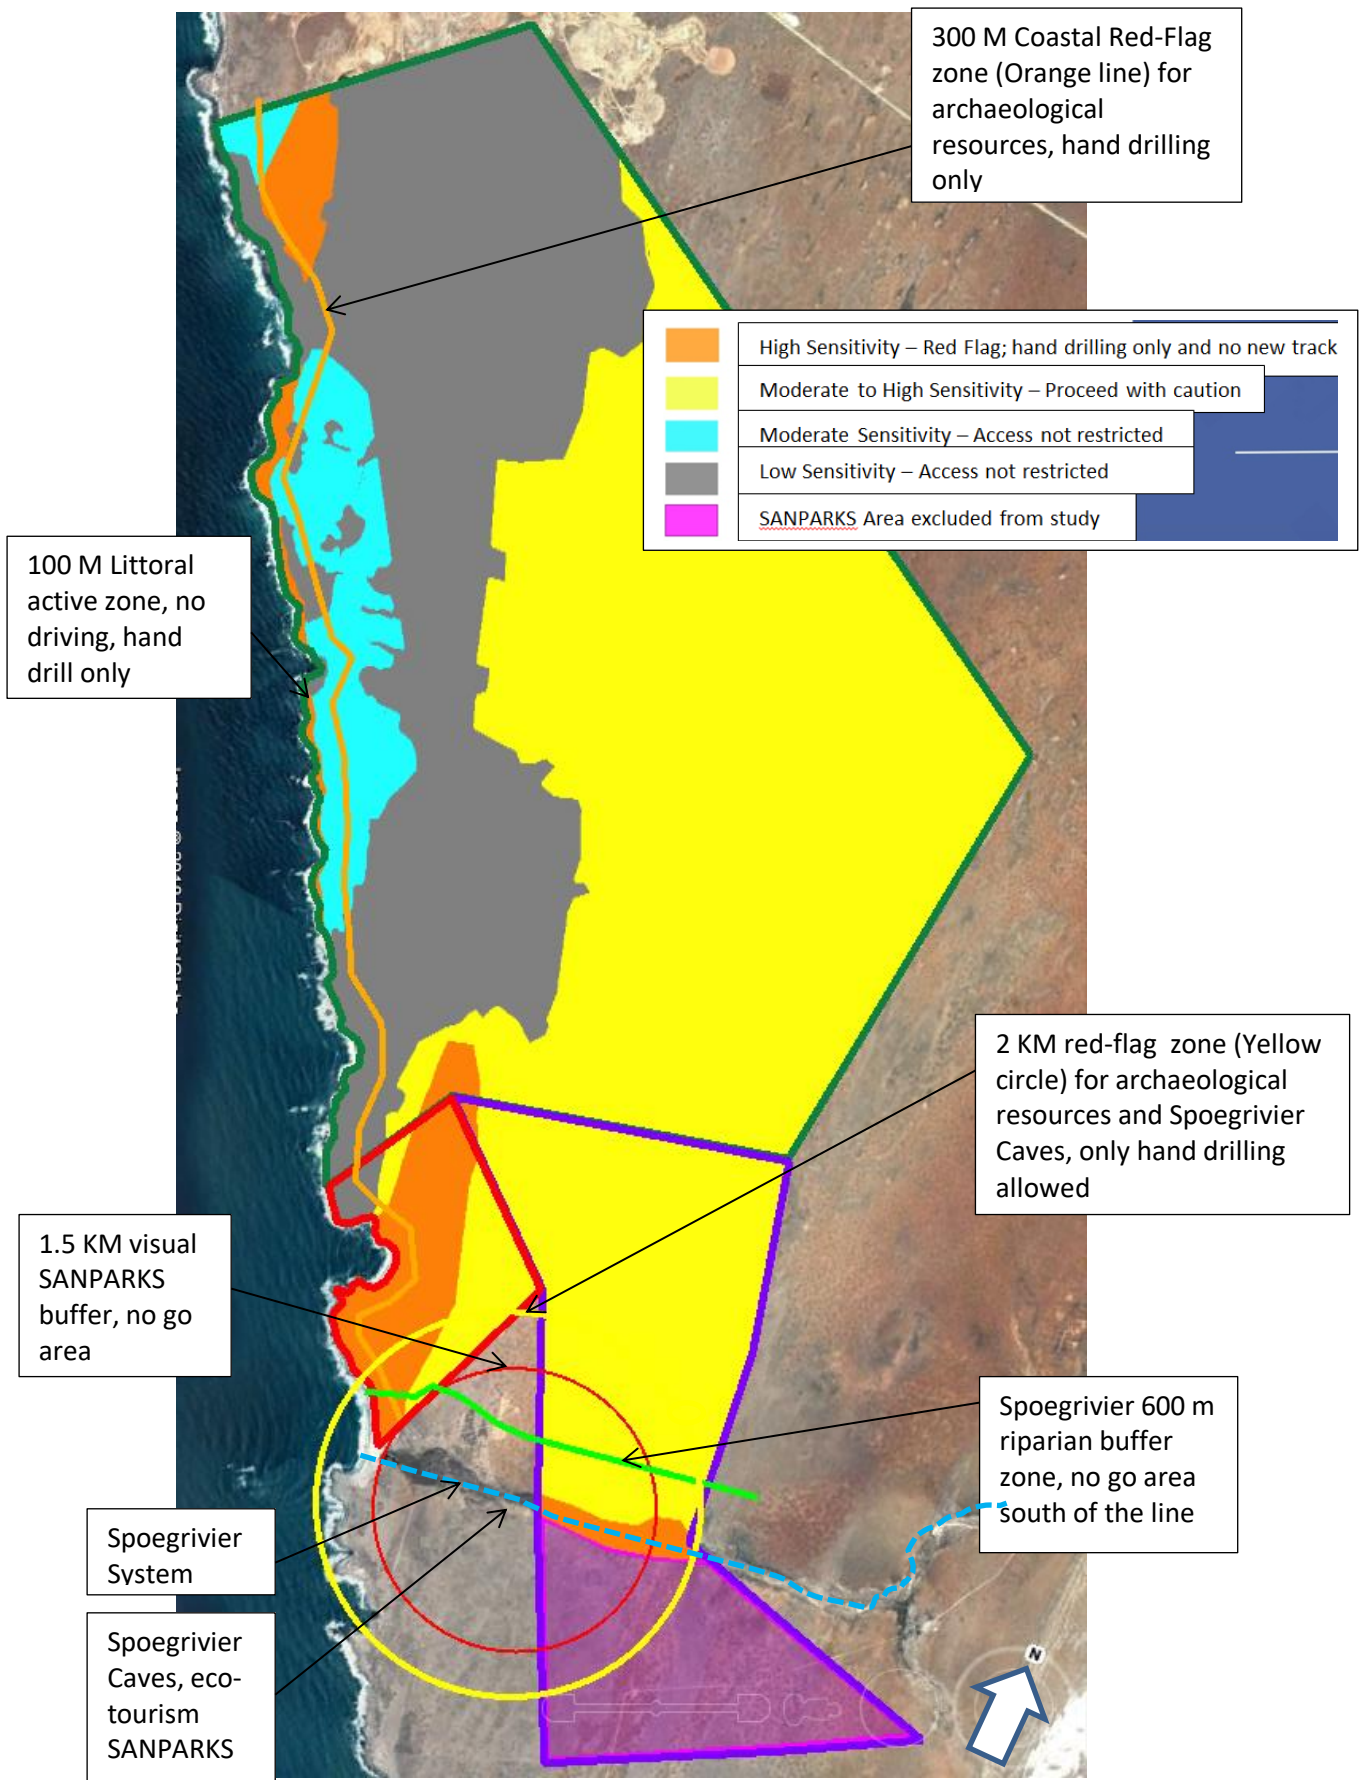 300 M Coastal Red-Flag
zone (Orange line) for
archaeological
resources, hand drilling
only
High Sensitivity – Red Flag; hand drilling only and no new track
Moderate to High Sensitivity – Proceed with caution
Moderate Sensitivity – Access not restricted
Low Sensitivity – Access not restricted
SANPARKS Area excluded from study
100 M Littoral
active zone, no
driving, hand
drill only
2 KM red-flag zone (Yellow
circle) for archaeological
resources and Spoegrivier
Caves, only hand drilling
allowed
1.5 KM visual
SANPARKS
buffer, no go
area
Spoegrivier 600 m
riparian buffer
zone, no go area
south of the line
Spoegrivier
System
Spoegrivier
Caves, eco-
tourism
SANPARKS
N